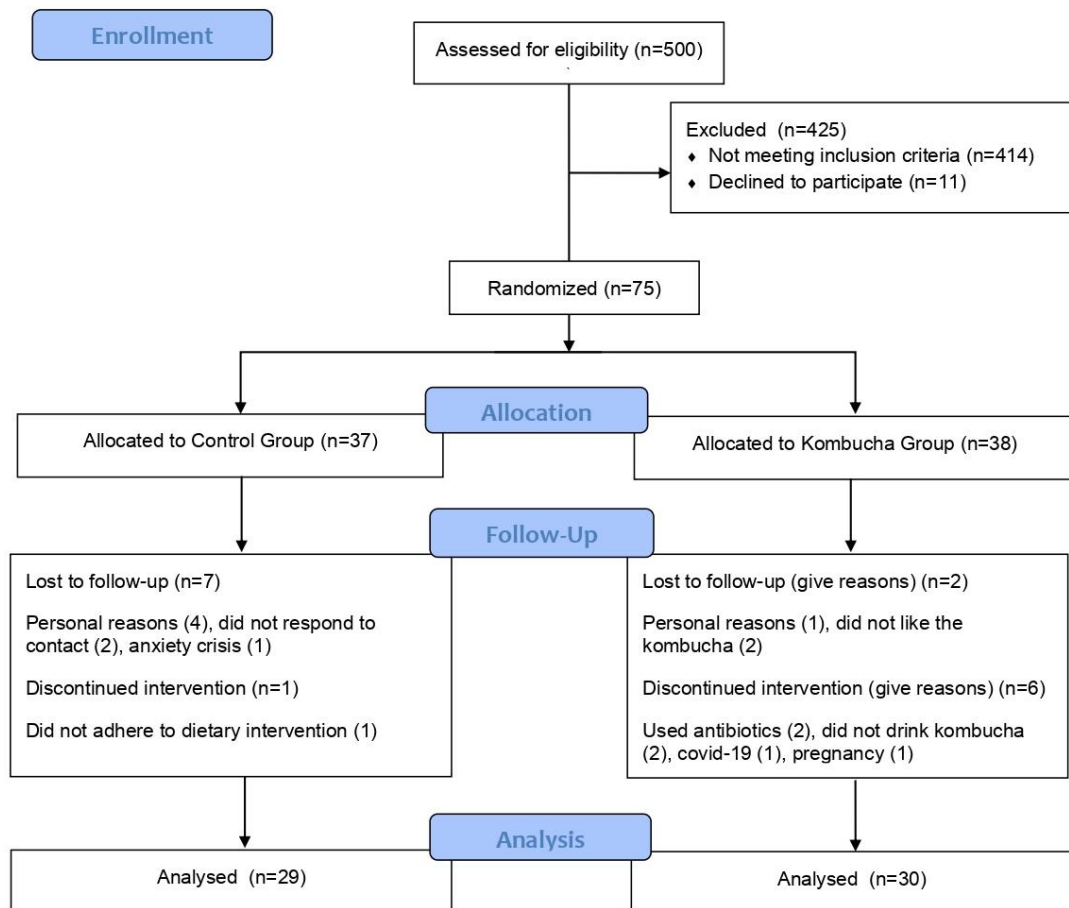 Enrollment
Assessed for eligibility (n=500)
Excluded (n=425)
♦ Not meeting inclusion criteria (n=414)
♦ Declined to participate (n=11)
Randomized (n=75)
Allocation
Allocated to Control Group (n=37)
Allocated to Kombucha Group (n=38)
Follow-Up
Lost to follow-up (n=7)
Personal reasons (4), did not respond to
contact (2), anxiety crisis (1)
Discontinued intervention (n=1)
Did not adhere to dietary intervention (1)
Lost to follow-up (give reasons) (n=2)
Personal reasons (1), did not like the
kombucha (2)
Discontinued intervention (give reasons) (n=6)
Used antibiotics (2), did not drink kombucha
(2), covid-19 (1), pregnancy (1)
Analysis
Analysed (n=29)
Analysed (n=30)